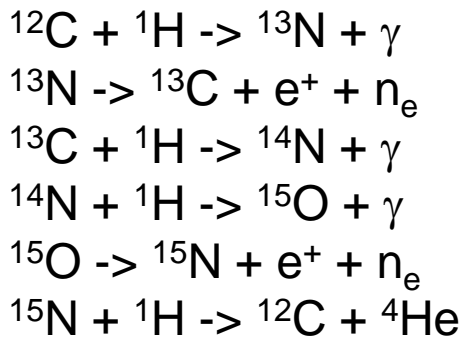 ¹²C + ¹H -> ¹³N + γ
¹³N -> ¹³C + e⁺ + nₑ
¹³C + ¹H -> ¹⁴N + γ
¹⁴N + ¹H -> ¹⁵O + γ
¹⁵O -> ¹⁵N + e⁺ + nₑ
¹⁵N + ¹H -> ¹²C + ⁴He